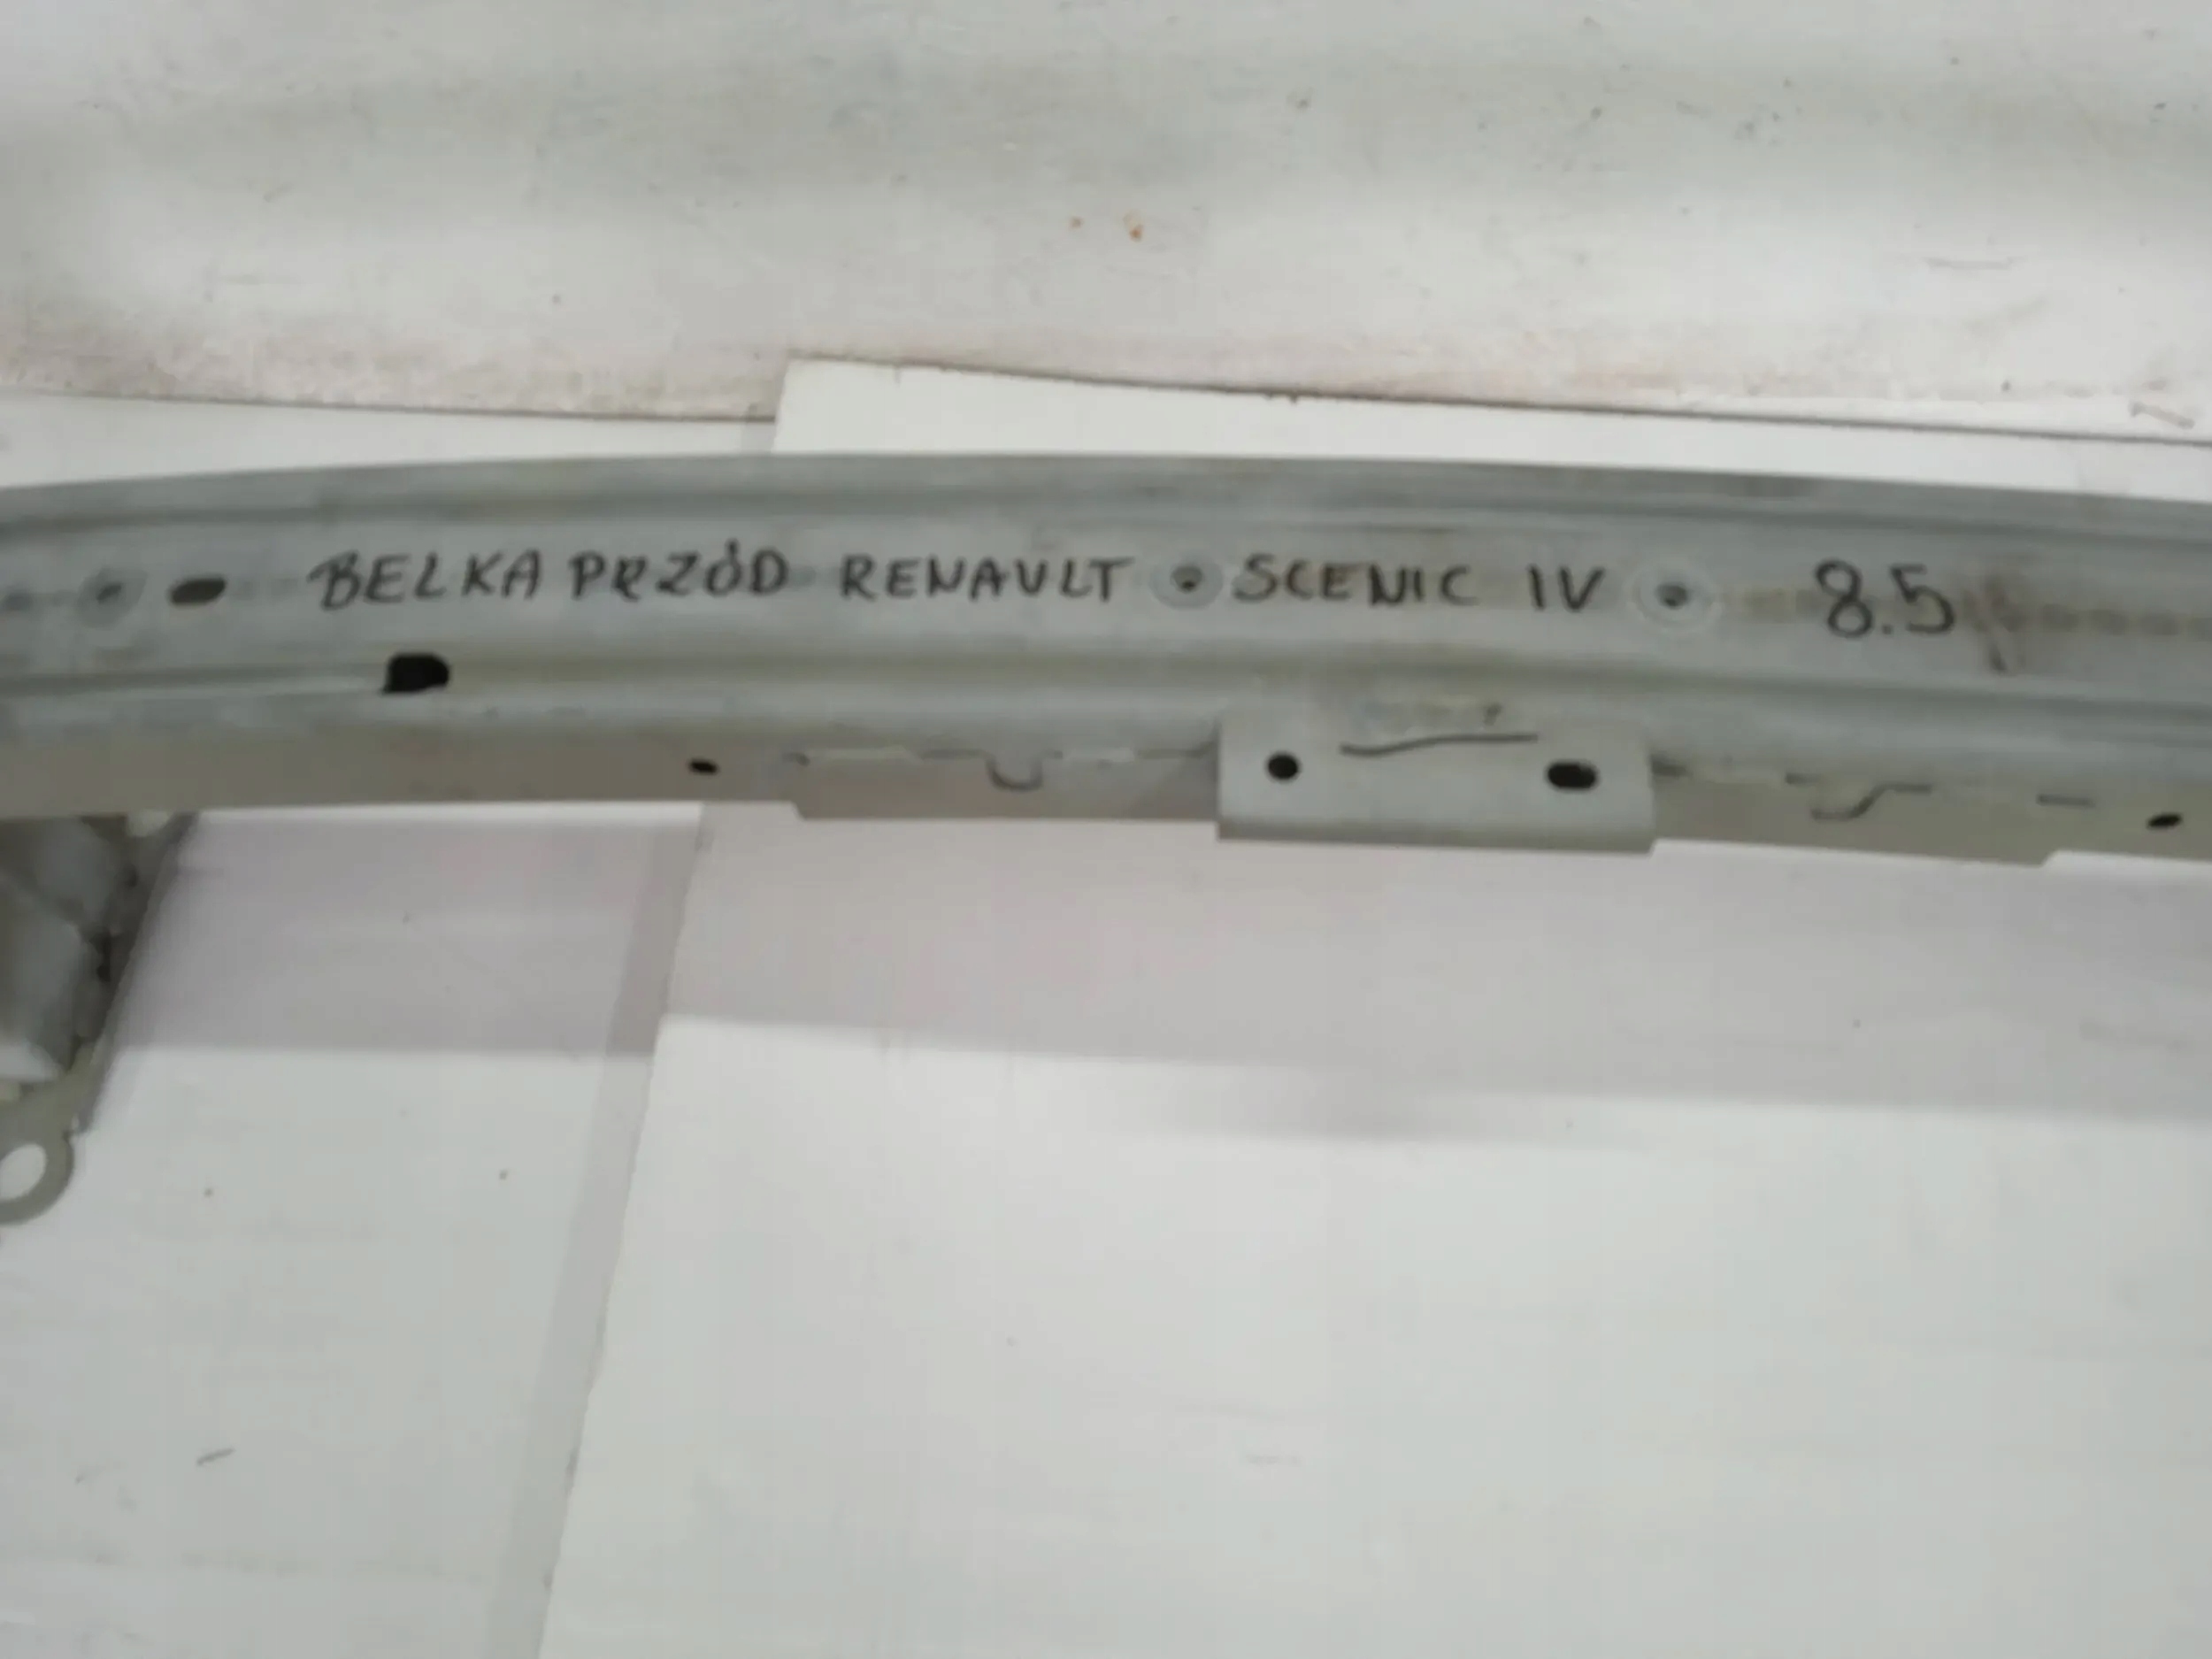 BELKA PRZÓD RENAULT SCENIC IV 8.5